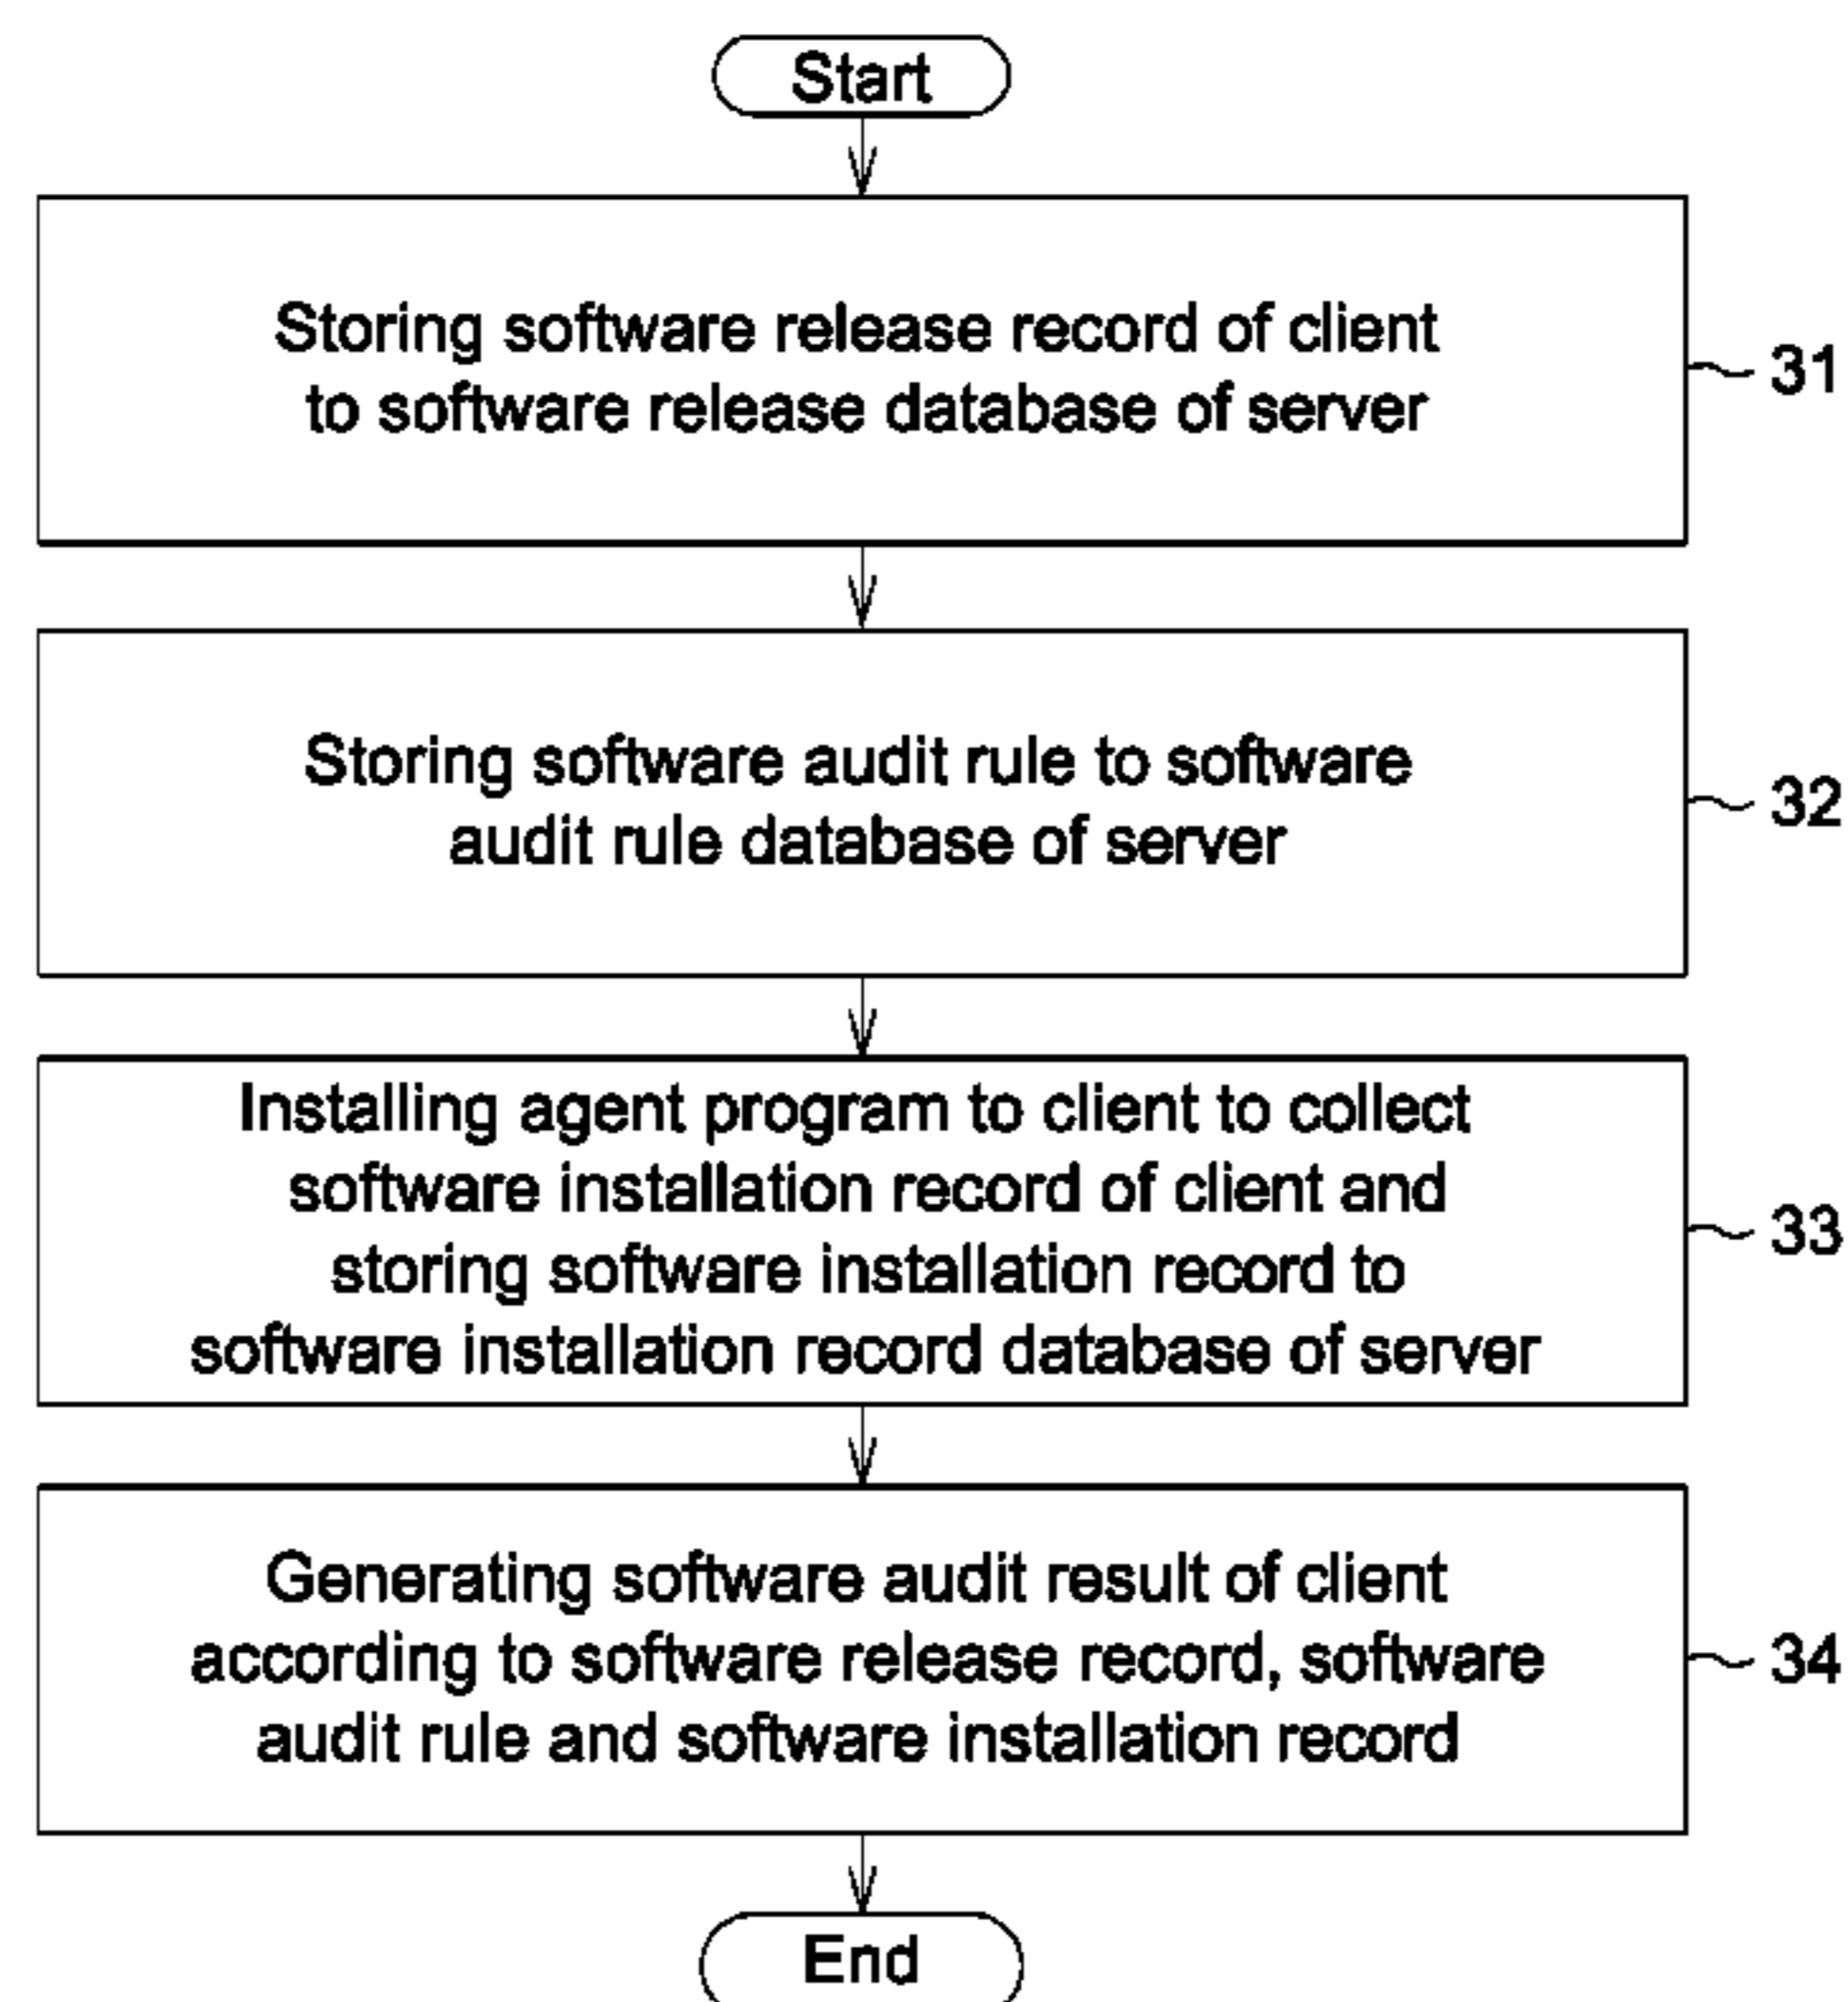 Start
Storing software release record of client
to software release database of server
31
Storing software audit rule to software
audit rule database of server
32
Installing agent program to client to collect
software installation record of client and
storing software installation record to
software installation record database of server
33
Generating software audit result of client
according to software release record, software
audit rule and software installation record
34
End